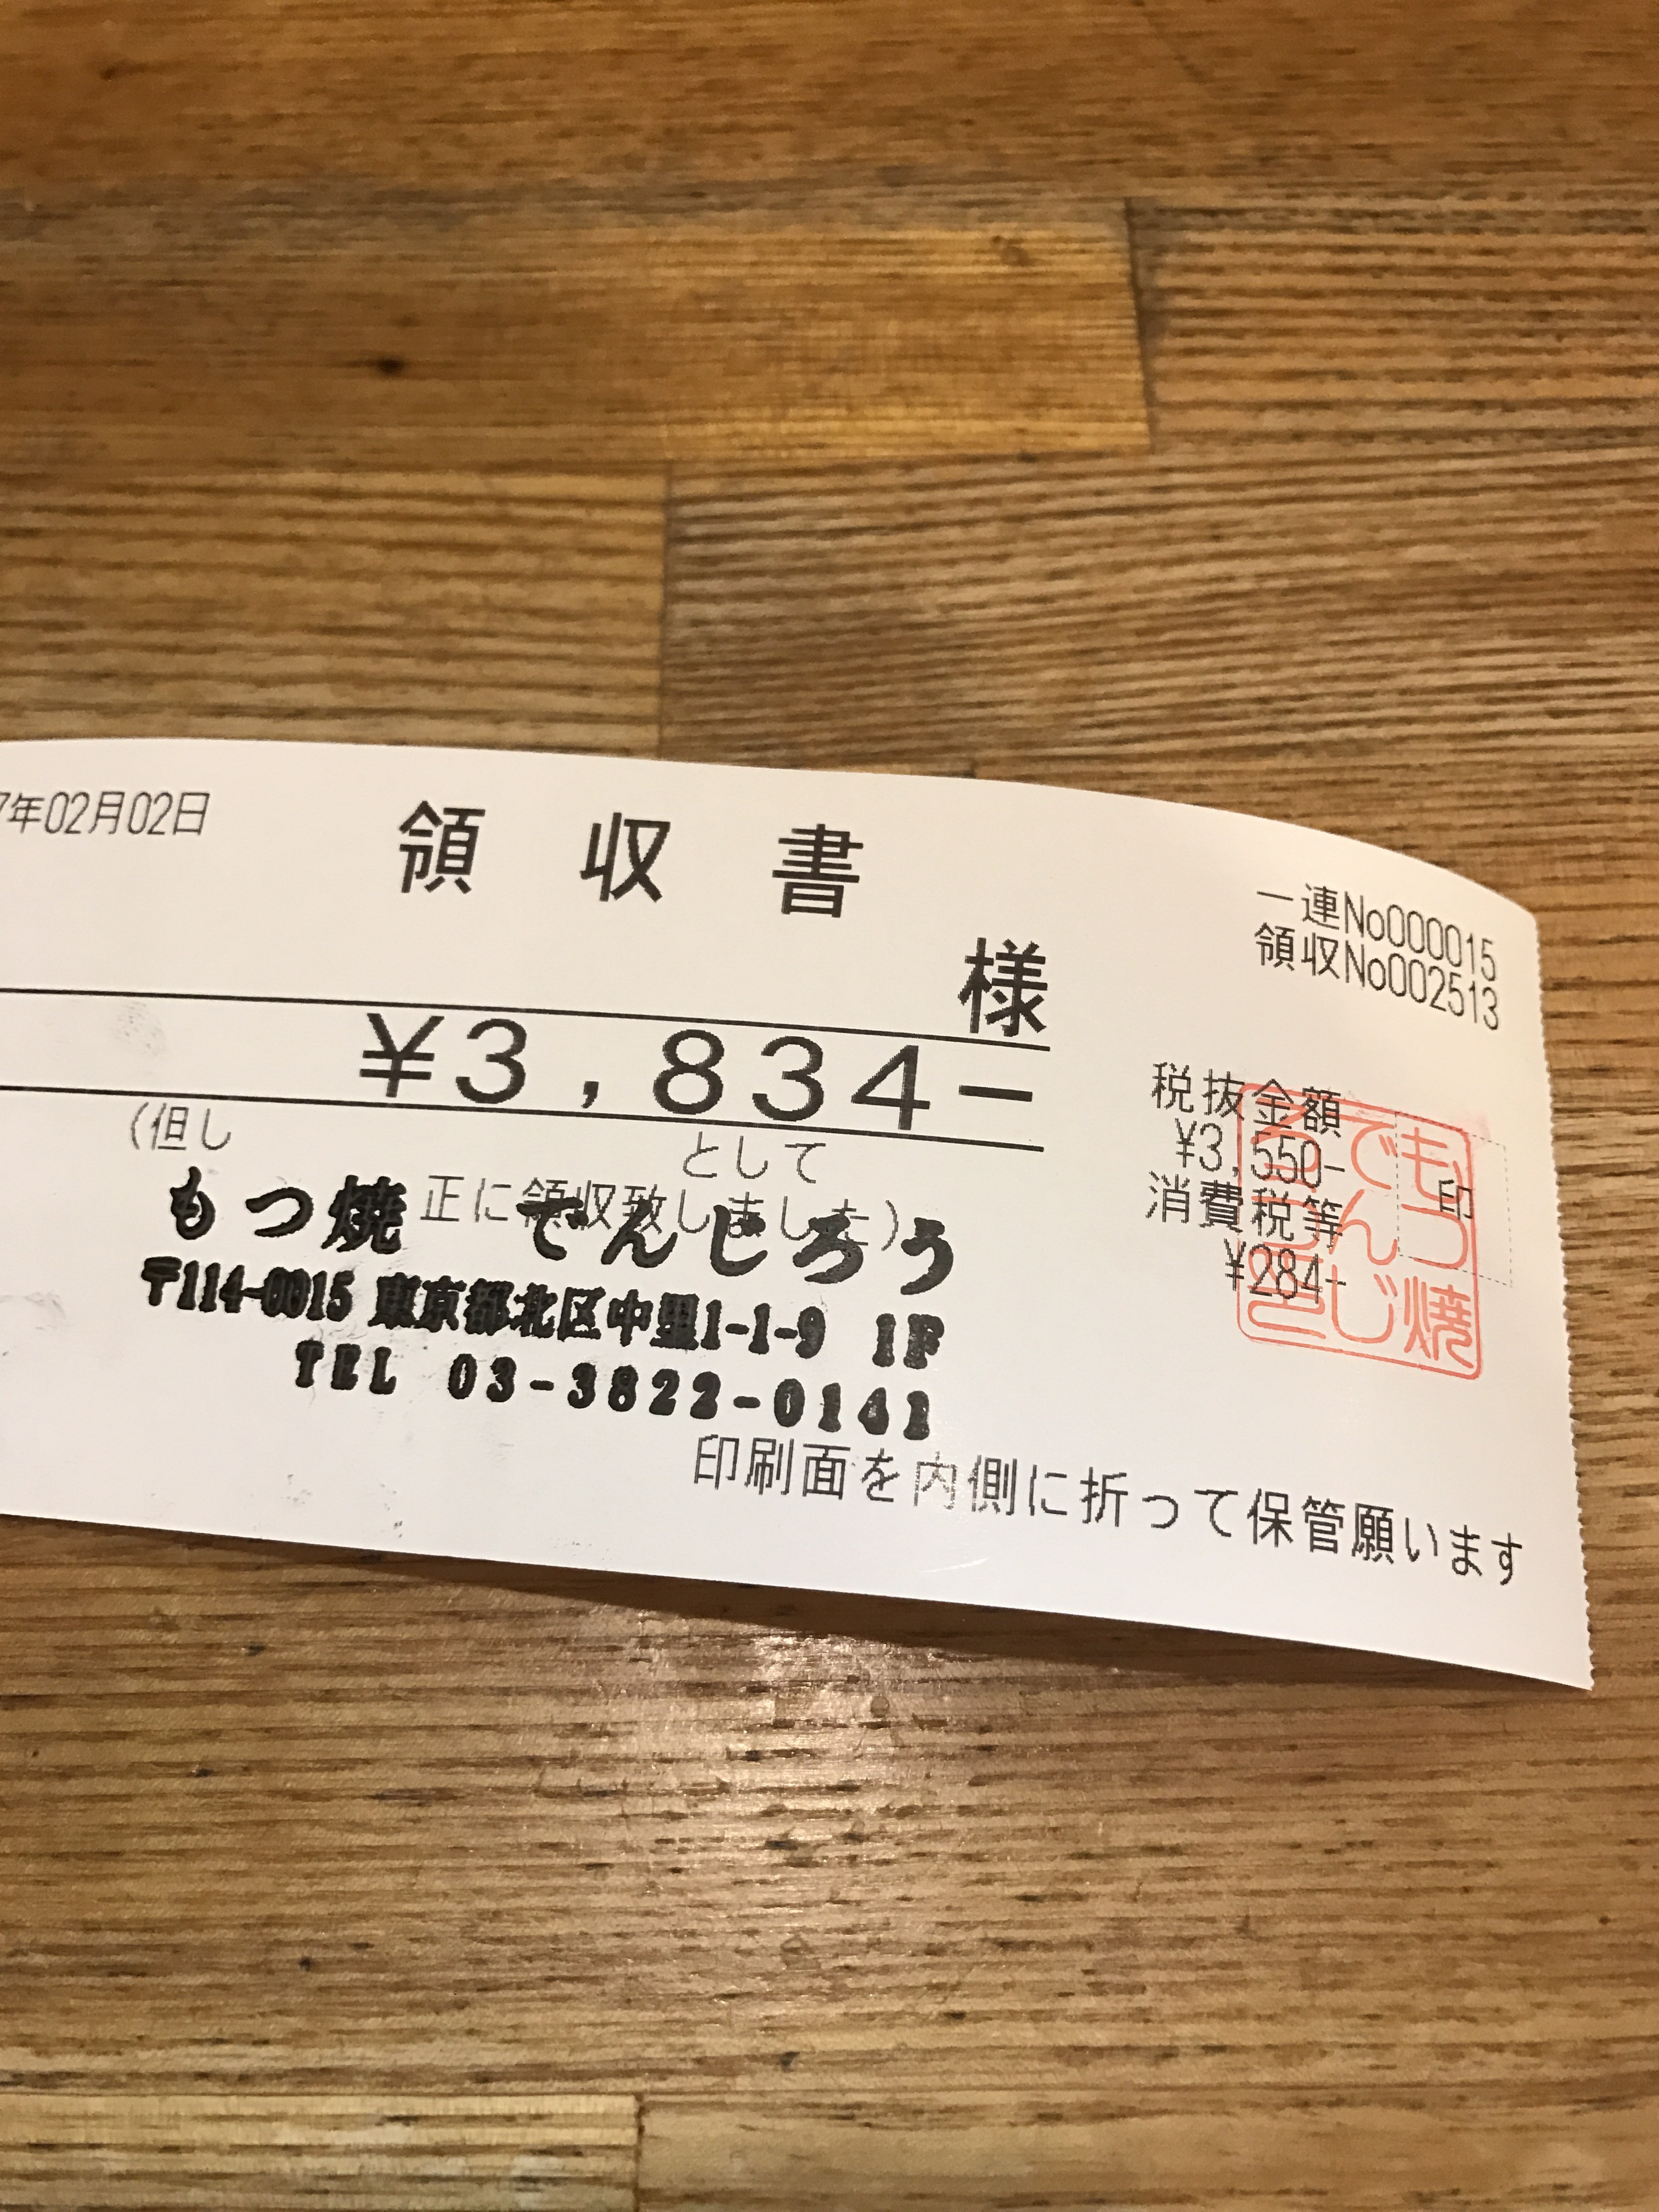 7年02月02日
領収書
一連No000015
領収No002513
様
¥3,834-
税抜金額
¥3,550-
消費税等
¥284-
印
(但し
として
正に領収致しました)
もつ焼 でんじろう
〒114-0015 東京都北区中里1-1-9 1F
TEL 03-3822-0141
印刷面を内側に折って保管願います
もつ焼
でんじ
ろう